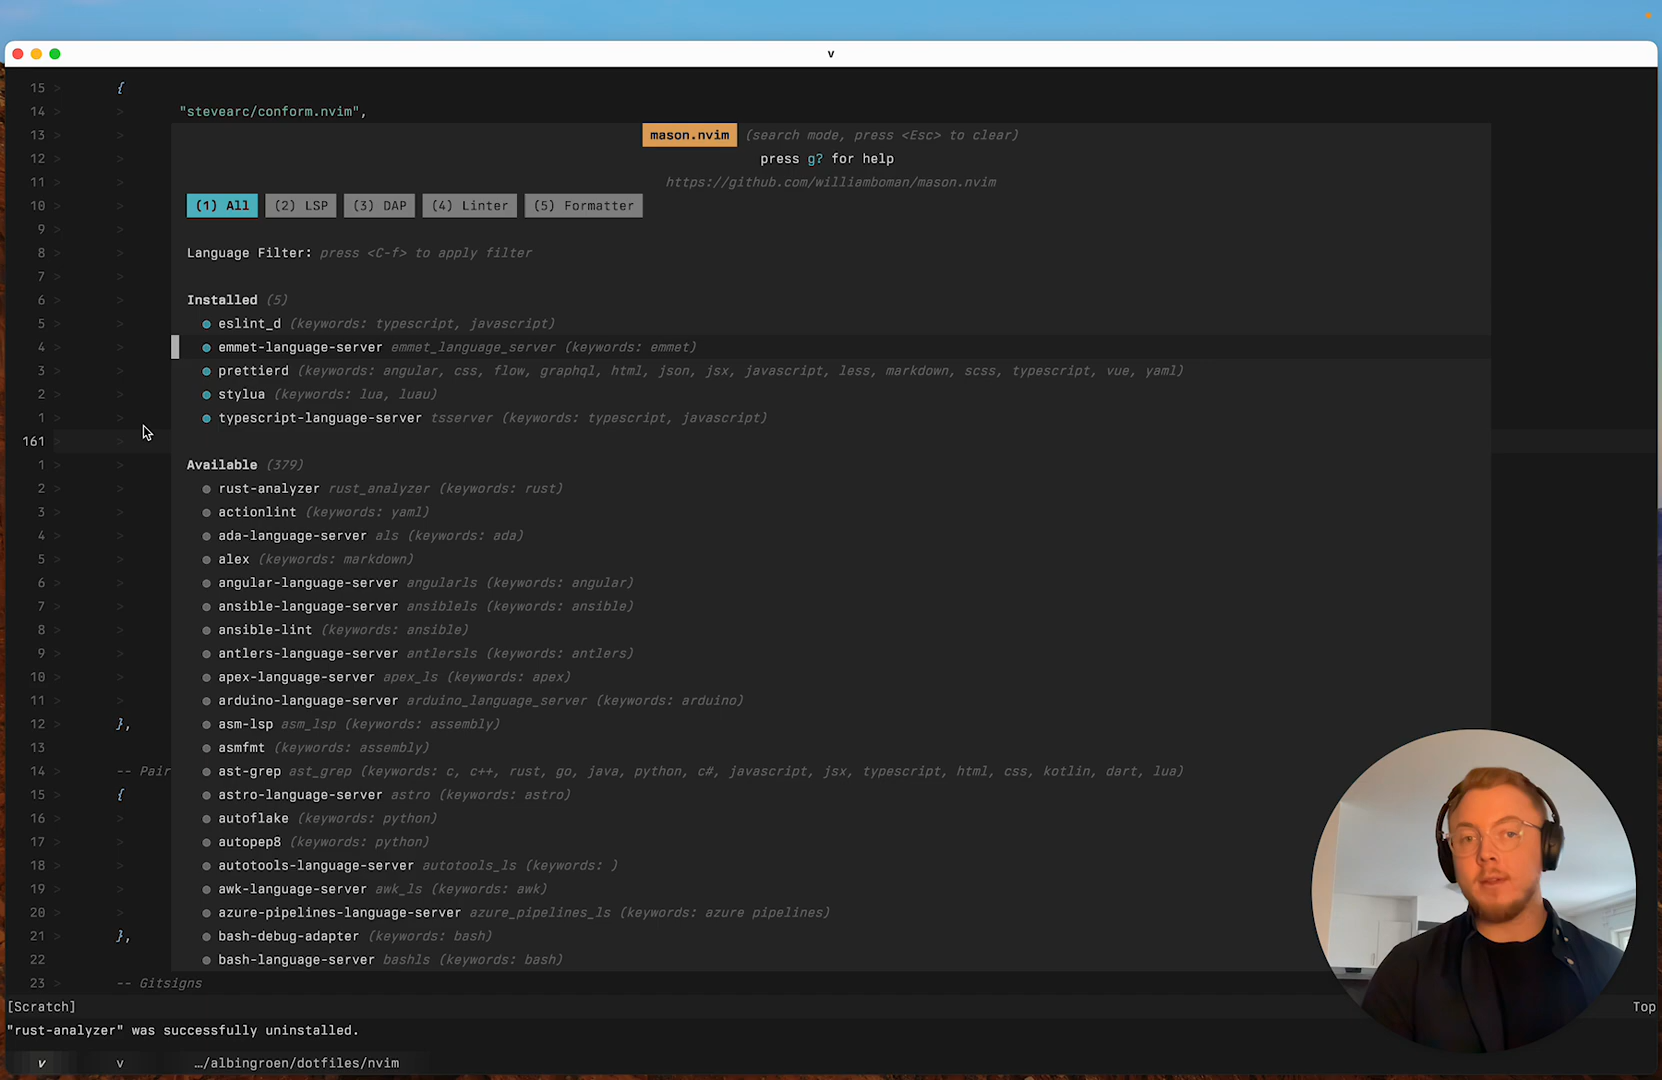 v
15 > {
14 > > "stevearc/conform.nvim",
13 > > mason.nvim (search mode, press <Esc> to clear)
12 > > press g? for help
11 > > https://github.com/williamboman/mason.nvim
10 > > (1) All (2) LSP (3) DAP (4) Linter (5) Formatter
9 > >
8 > > Language Filter: press <C-f> to apply filter
7 > >
6 > > Installed (5)
5 > > eslint_d (keywords: typescript, javascript)
4 > > emmet-language-server emmet_language_server (keywords: emmet)
3 > > prettierd (keywords: angular, css, flow, graphql, html, json, jsx, javascript, less, markdown, scss, typescript, vue, yaml)
2 > > stylua (keywords: lua, luau)
1 > > typescript-language-server tsserver (keywords: typescript, javascript)
161 > >
1 > > Available (379)
2 > > rust-analyzer rust_analyzer (keywords: rust)
3 > > actionlint (keywords: yaml)
4 > > ada-language-server als (keywords: ada)
5 > > alex (keywords: markdown)
6 > > angular-language-server angularls (keywords: angular)
7 > > ansible-language-server ansiblels (keywords: ansible)
8 > > ansible-lint (keywords: ansible)
9 > > antlers-language-server antlersls (keywords: antlers)
10 > > apex-language-server apex_ls (keywords: apex)
11 > > arduino-language-server arduino_language_server (keywords: arduino)
12 > }, asm-lsp asm_lsp (keywords: assembly)
13 asmfmt (keywords: assembly)
14 > -- Pair ast-grep ast_grep (keywords: c, c++, rust, go, java, python, c#, javascript, jsx, typescript, html, css, kotlin, dart, lua)
15 > { astro-language-server astro (keywords: astro)
16 > > autoflake (keywords: python)
17 > > autopep8 (keywords: python)
18 > > autotools-language-server autotools_ls (keywords: )
19 > > awk-language-server awk_ls (keywords: awk)
20 > > azure-pipelines-language-server azure_pipelines_ls (keywords: azure pipelines)
21 > }, bash-debug-adapter (keywords: bash)
22 bash-language-server bashls (keywords: bash)
23 > -- Gitsigns
[Scratch] Top
"rust-analyzer" was successfully uninstalled.
v v …/albingroen/dotfiles/nvim